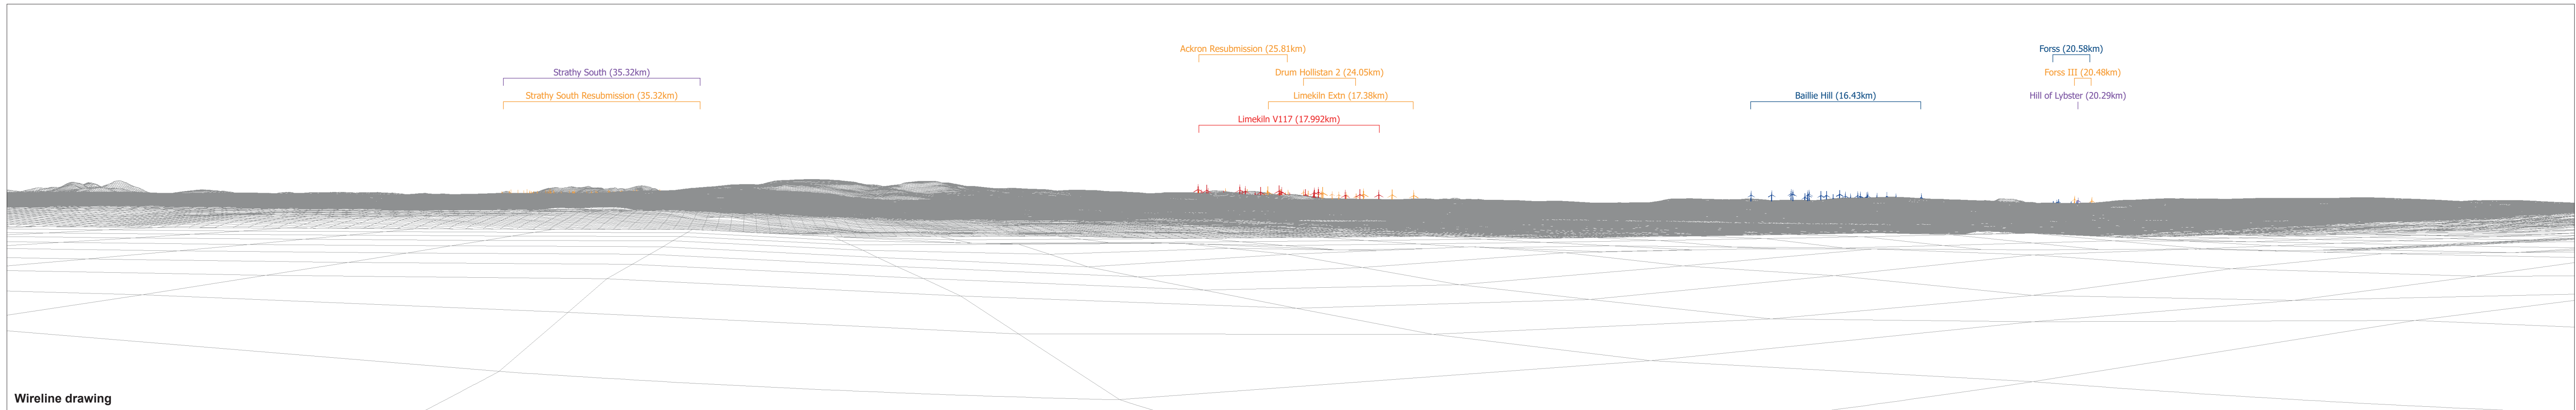 Ackron Resubmission (25.81km)
Forss (20.58km)
Strathy South (35.32km)
Drum Hollistan 2 (24.05km)
Forss III (20.48km)
Strathy South Resubmission (35.32km)
Limekiln Extn (17.38km)
Baillie Hill (16.43km)
Hill of Lybster (20.29km)
Limekiln V117 (17.992km)
Wireline drawing